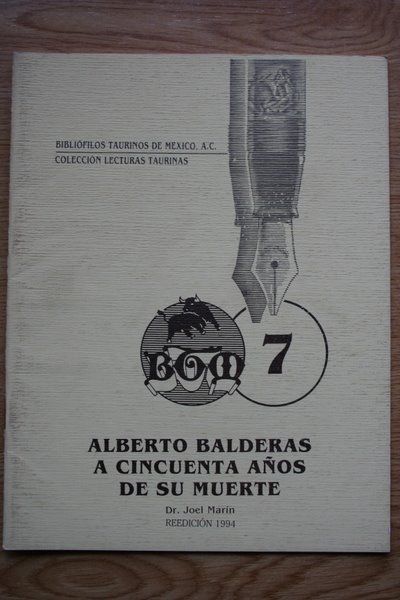 BIBLIÓFILOS TAURINOS DE MEXICO, A.C.
COLECCIÓN LECTURAS TAURINAS
BTM
7
ALBERTO BALDERAS
A CINCUENTA AÑOS
DE SU MUERTE
Dr. Joel Marín
REEDICIÓN 1994